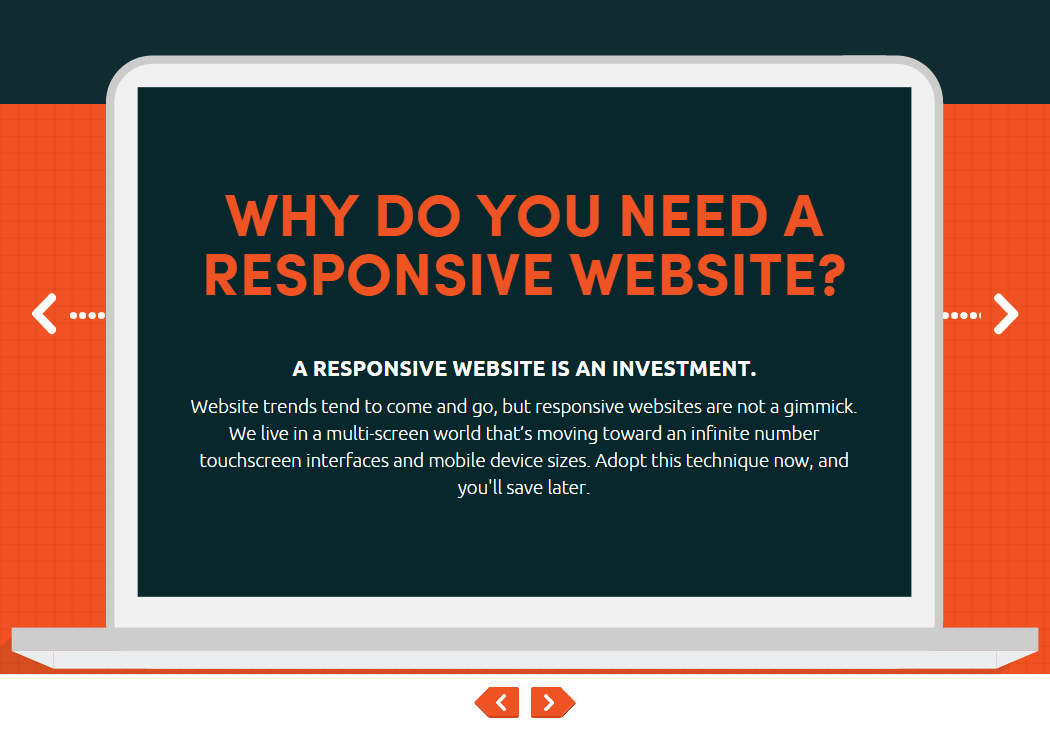 WHY DO YOU NEED A
RESPONSIVE WEBSITE?
A RESPONSIVE WEBSITE IS AN INVESTMENT.
Website trends tend to come and go, but responsive websites are not a gimmick.
We live in a multi-screen world that’s moving toward an infinite number
touchscreen interfaces and mobile device sizes. Adopt this technique now, and
you'll save later.